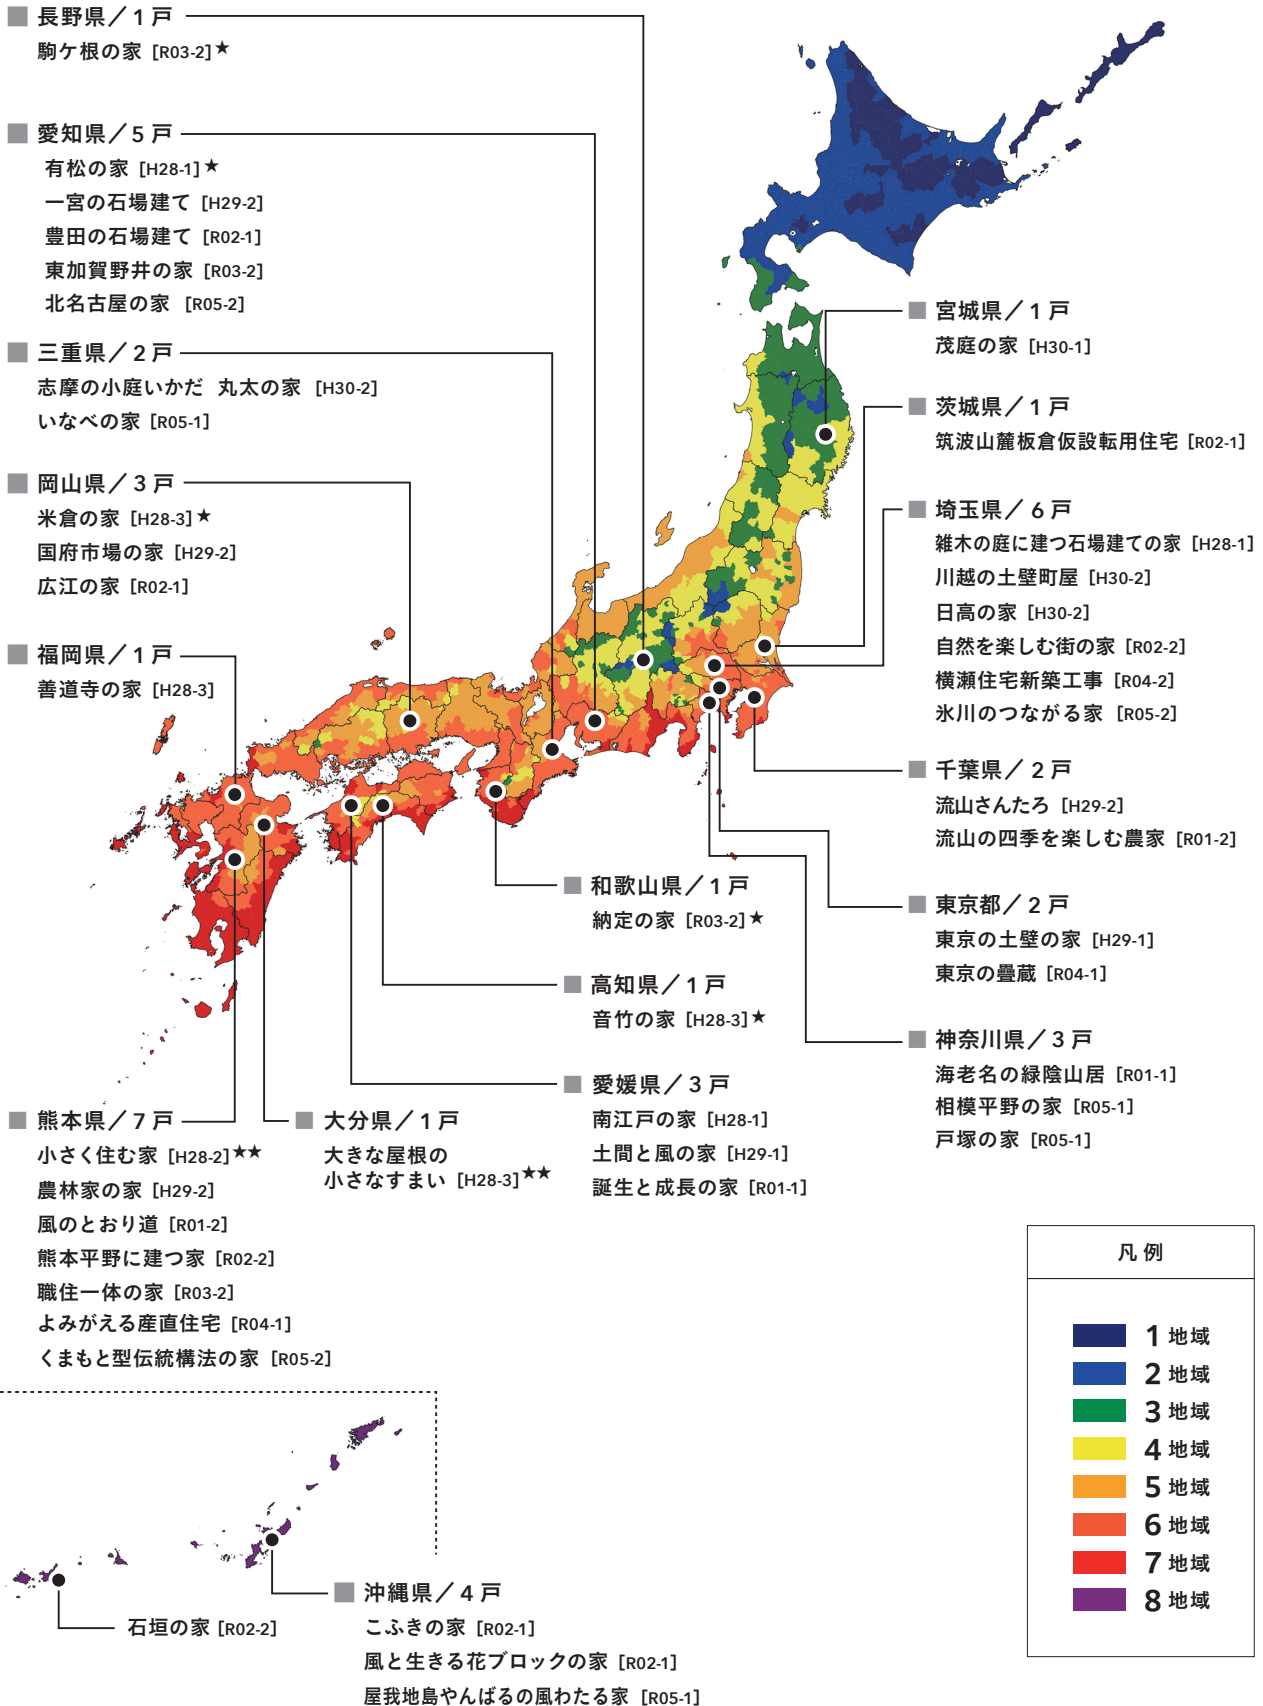 長野県／1戸
駒ケ根の家 [R03-2]★
愛知県／5戸
有松の家 [H28-1]★
一宮の石場建て [H29-2]
豊田の石場建て [R02-1]
東加賀野井の家 [R03-2]
北名古屋の家 [R05-2]
三重県／2戸
志摩の小庭いかだ 丸太の家 [H30-2]
いなべの家 [R05-1]
岡山県／3戸
米倉の家 [H28-3]★
国府市場の家 [H29-2]
広江の家 [R02-1]
福岡県／1戸
善道寺の家 [H28-3]
宮城県／1戸
茂庭の家 [H30-1]
茨城県／1戸
筑波山麓板倉仮設転用住宅 [R02-1]
埼玉県／6戸
雑木の庭に建つ石場建ての家 [H28-1]
川越の土壁町屋 [H30-2]
日高の家 [H30-2]
自然を楽しむ街の家 [R02-2]
横瀬住宅新築工事 [R04-2]
氷川のつながる家 [R05-2]
千葉県／2戸
流山さんたろ [H29-2]
流山の四季を楽しむ農家 [R01-2]
東京都／2戸
東京の土壁の家 [H29-1]
東京の疊蔵 [R04-1]
神奈川県／3戸
海老名の緑陰山居 [R01-1]
相模平野の家 [R05-1]
戸塚の家 [R05-1]
和歌山県／1戸
納定の家 [R03-2]★
高知県／1戸
音竹の家 [H28-3]★
愛媛県／3戸
南江戸の家 [H28-1]
土間と風の家 [H29-1]
誕生と成長の家 [R01-1]
大分県／1戸
大きな屋根の
小さなすまい [H28-3]★★
熊本県／7戸
小さく住む家 [H28-2]★★
農林家の家 [H29-2]
風のとおり道 [R01-2]
熊本平野に建つ家 [R02-2]
職住一体の家 [R03-2]
よみがえる産直住宅 [R04-1]
くまもと型伝統構法の家 [R05-2]
沖縄県／4戸
石垣の家 [R02-2]
こふきの家 [R02-1]
風と生きる花ブロックの家 [R02-1]
屋我地島やんばるの風わたる家 [R05-1]
凡例
1地域
2地域
3地域
4地域
5地域
6地域
7地域
8地域